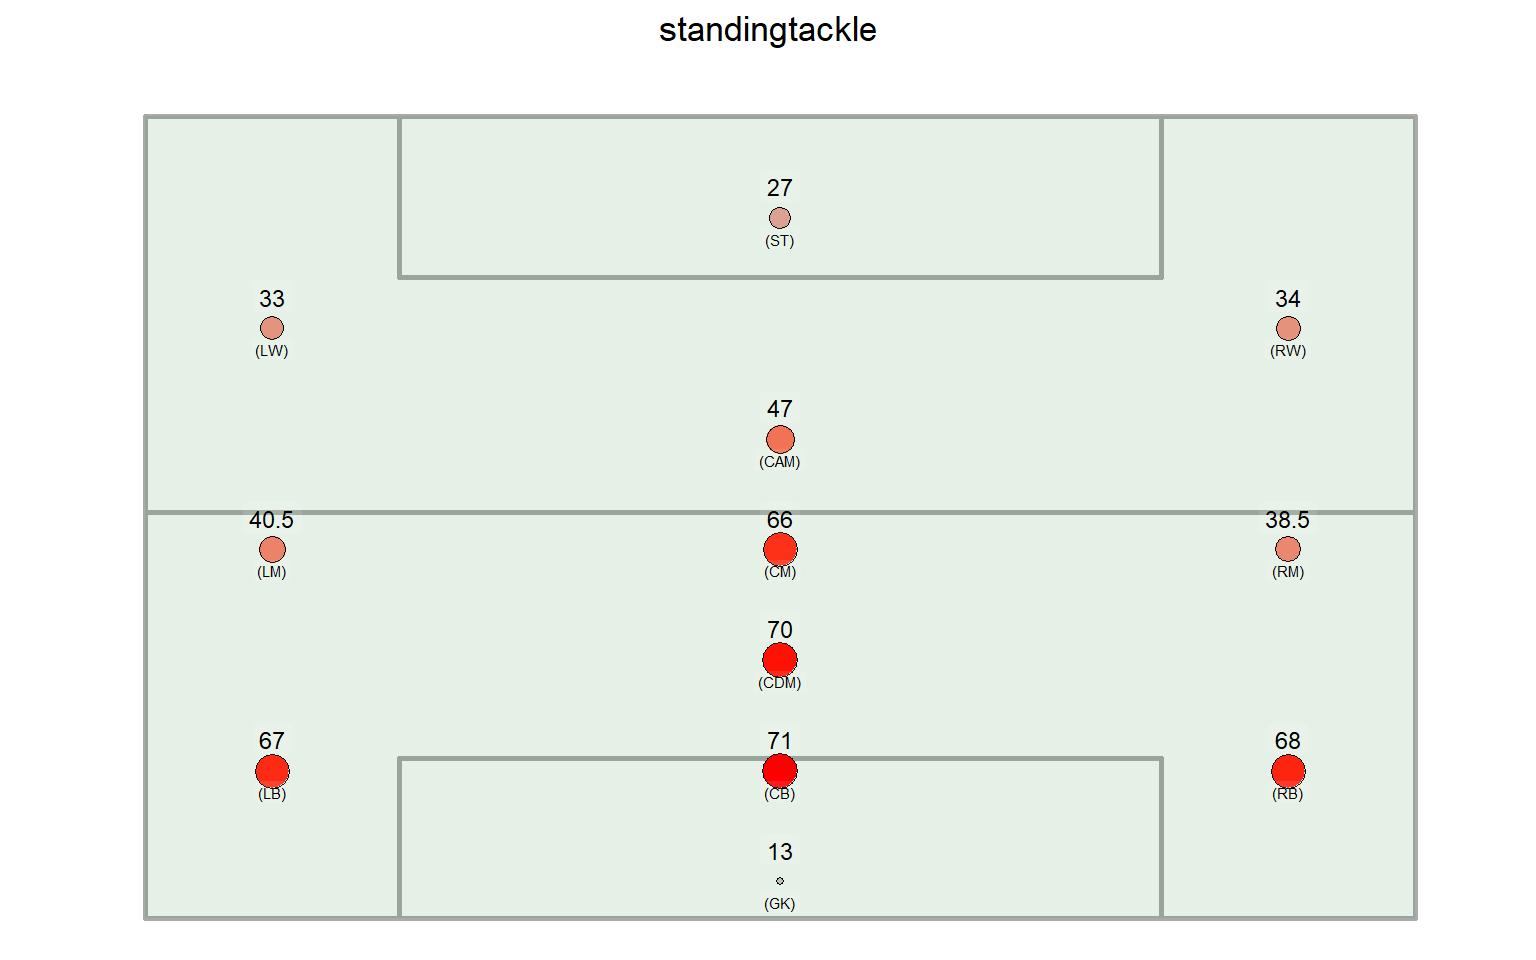 standingtackle
27
(ST)
33
(LW)
34
(RW)
47
(CAM)
40.5
(LM)
66
(CM)
38.5
(RM)
70
(CDM)
67
(LB)
71
(CB)
68
(RB)
13
(GK)